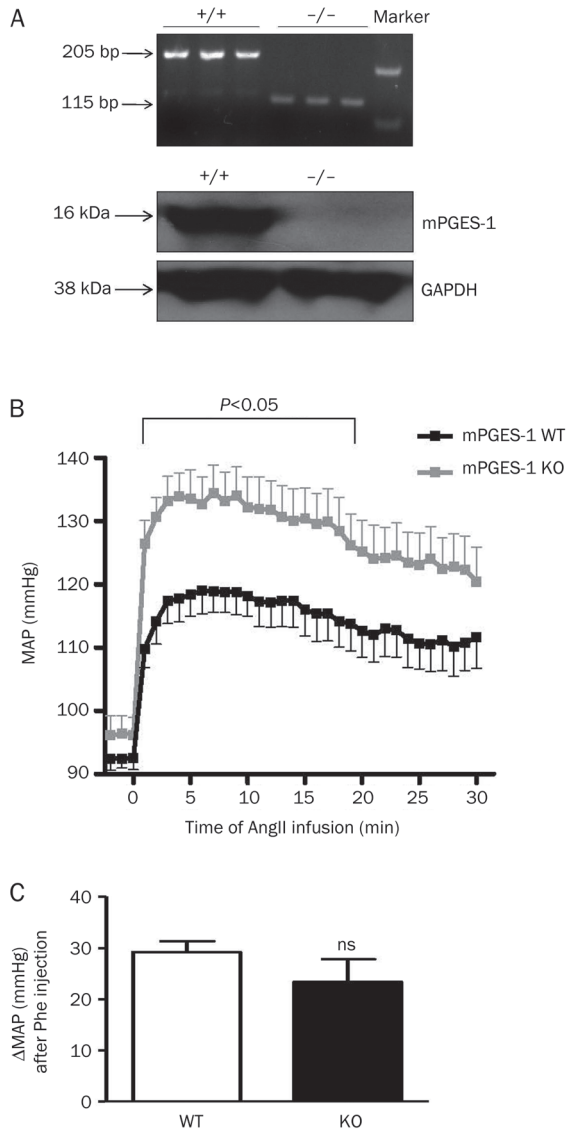 A
+/+ −/− Marker
205 bp
115 bp
+/+ −/−
16 kDa
mPGES-1
38 kDa
GAPDH
B
P<0.05
mPGES-1 WT
mPGES-1 KO
140
130
120
110
100
90
MAP (mmHg)
0 5 10 15 20 25 30
Time of AngII infusion (min)
C
40
30
20
10
0
ΔMAP (mmHg)
after Phe injection
ns
WT KO